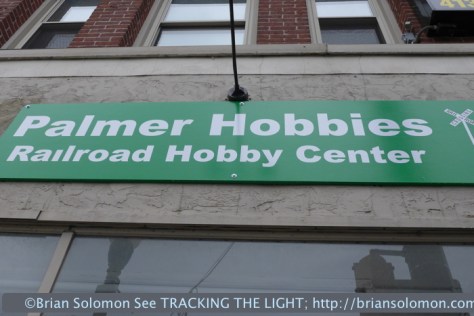 Palmer Hobbies
Railroad Hobby Center
©Brian Solomon See TRACKING THE LIGHT; http://briansolomon.com/